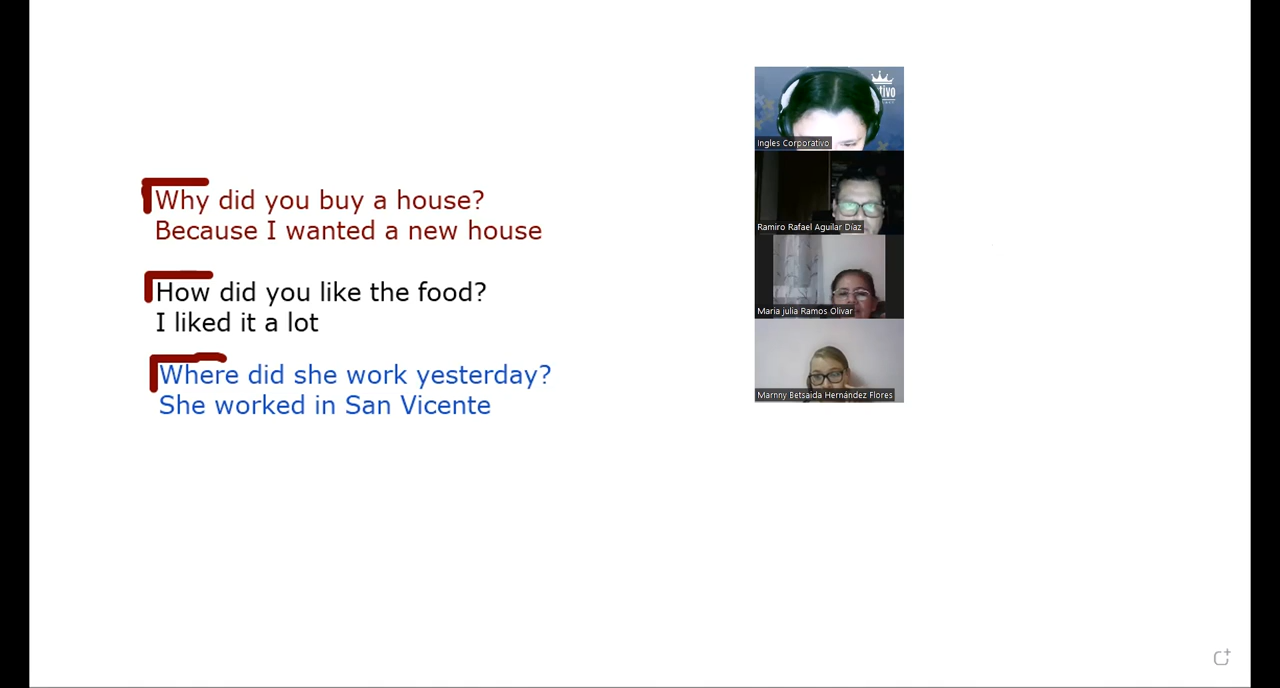 Why did you buy a house?
Because I wanted a new house
How did you like the food?
I liked it a lot
Where did she work yesterday?
She worked in San Vicente
tivo
Ingles Corporativo
Ramiro Rafael Aguilar Díaz
Maria julia Ramos Olivar
Marnny Betsaida Hernández Flores